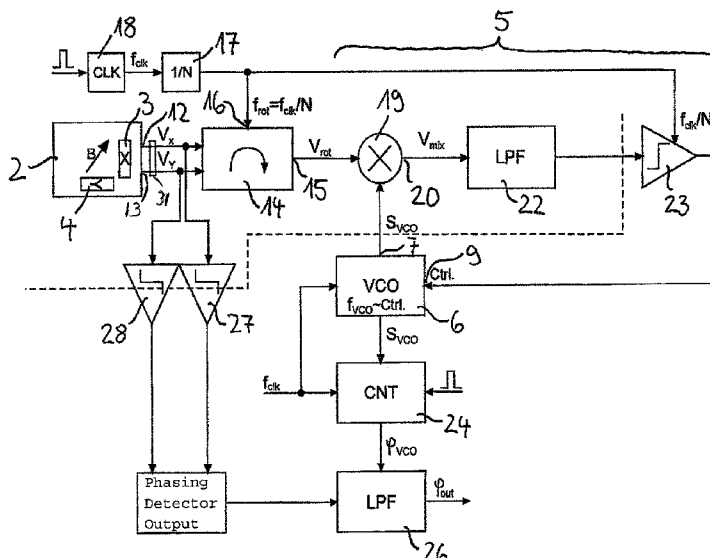 5
18
17
CLK
f_clk
1/N
3
12
16
f_rot=f_clk/N
19
f_clk/N
2
B
X
V_X
V_Y
V_rot
V_mix
LPF
4
Y
13
31
14
15
20
22
23
S_VCO
7
9
VCO
f_VCO~Ctrl.
Ctrl.
6
28
27
S_VCO
f_clk
CNT
24
φ_VCO
Phasing
Detector
Output
LPF
φ_out
26